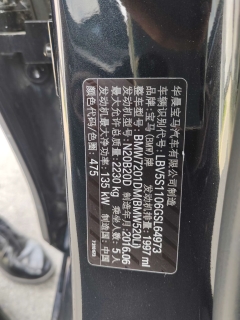 华晨宝马汽车有限公司制造
车辆识别代号: LBV5S1106GSL64973
品牌: 宝马 (BMW) 发动机排量: 1997 ml
整车型号: BMW7201DM(BMW520Li)
发动机型号: N20B20D 制造年月: 2016.06
最大允许总质量: 2230 kg 乘坐人数: 5 人
发动机最大净功率: 135 kW 制造国: 中国
颜色代码/色测: 475